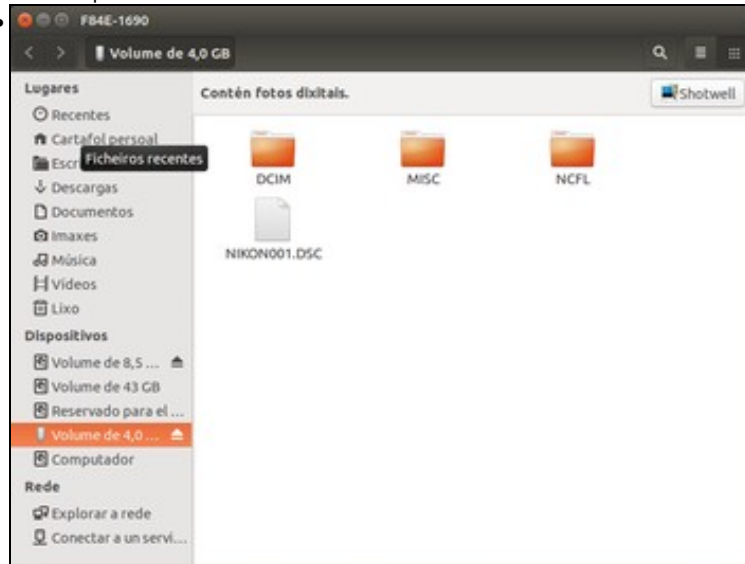 F84E-1690
Volume de 4,0 GB
Lugares
Contén fotos dixitais.
Shotwell
Recentes
Cartafol persoal
Escr
Ficheiros recentes
Descargas
Documentos
Imaxes
Música
Vídeos
Lixo
DCIM
MISC
NCFL
NIKON001.DSC
Dispositivos
Volume de 8,5 ...
Volume de 43 GB
Reservado para el ...
Volume de 4,0 ...
Computador
Rede
Explorar a rede
Conectar a un servi...